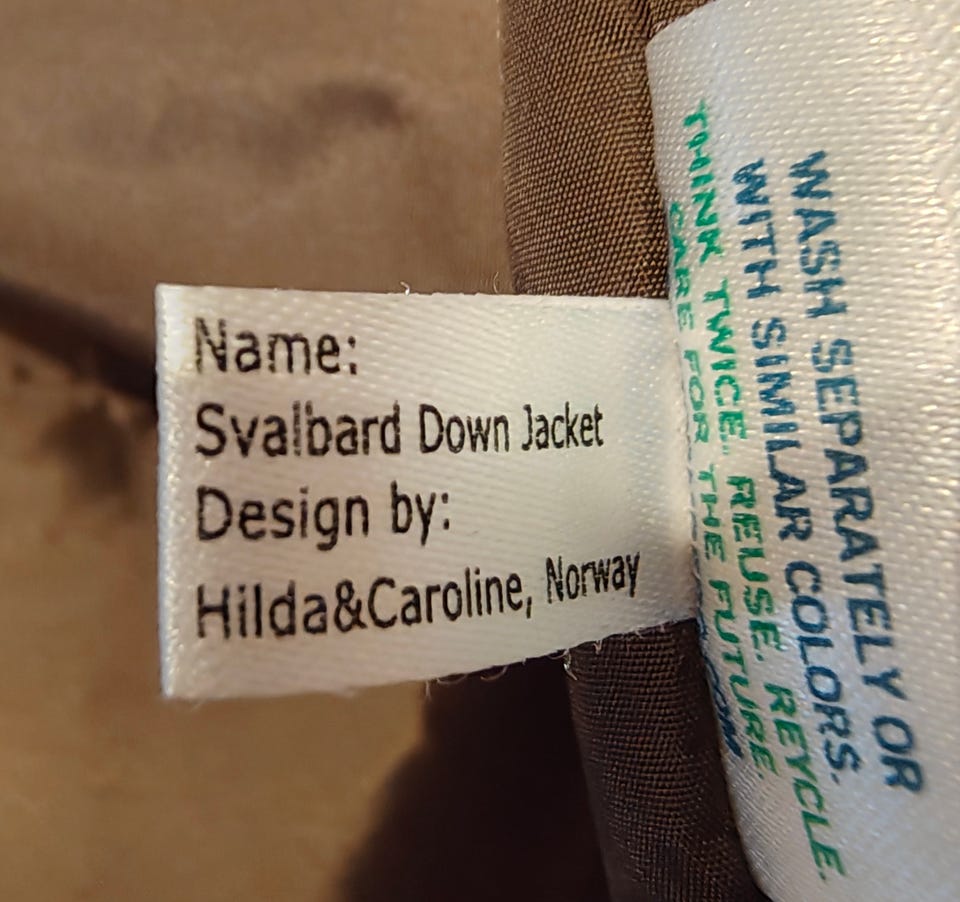 Name:
Svalbard Down Jacket
Design by:
Hilda&Caroline, Norway
WASH SEPARATELY OR
WITH SIMILAR COLORS.
THINK TWICE. REUSE. RECYCLE.
CARE FOR THE FUTURE.